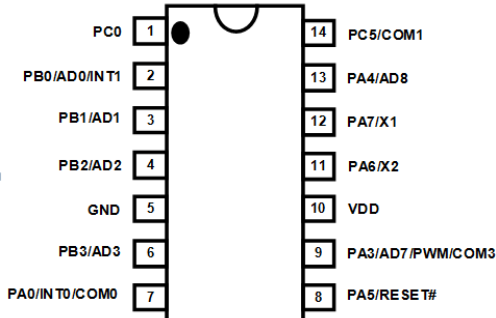 PC0 1 14 PC5/COM1
PB0/AD0/INT1 2 13 PA4/AD8
PB1/AD1 3 12 PA7/X1
PB2/AD2 4 11 PA6/X2
GND 5 10 VDD
PB3/AD3 6 9 PA3/AD7/PWM/COM3
PA0/INT0/COM0 7 8 PA5/RESET#